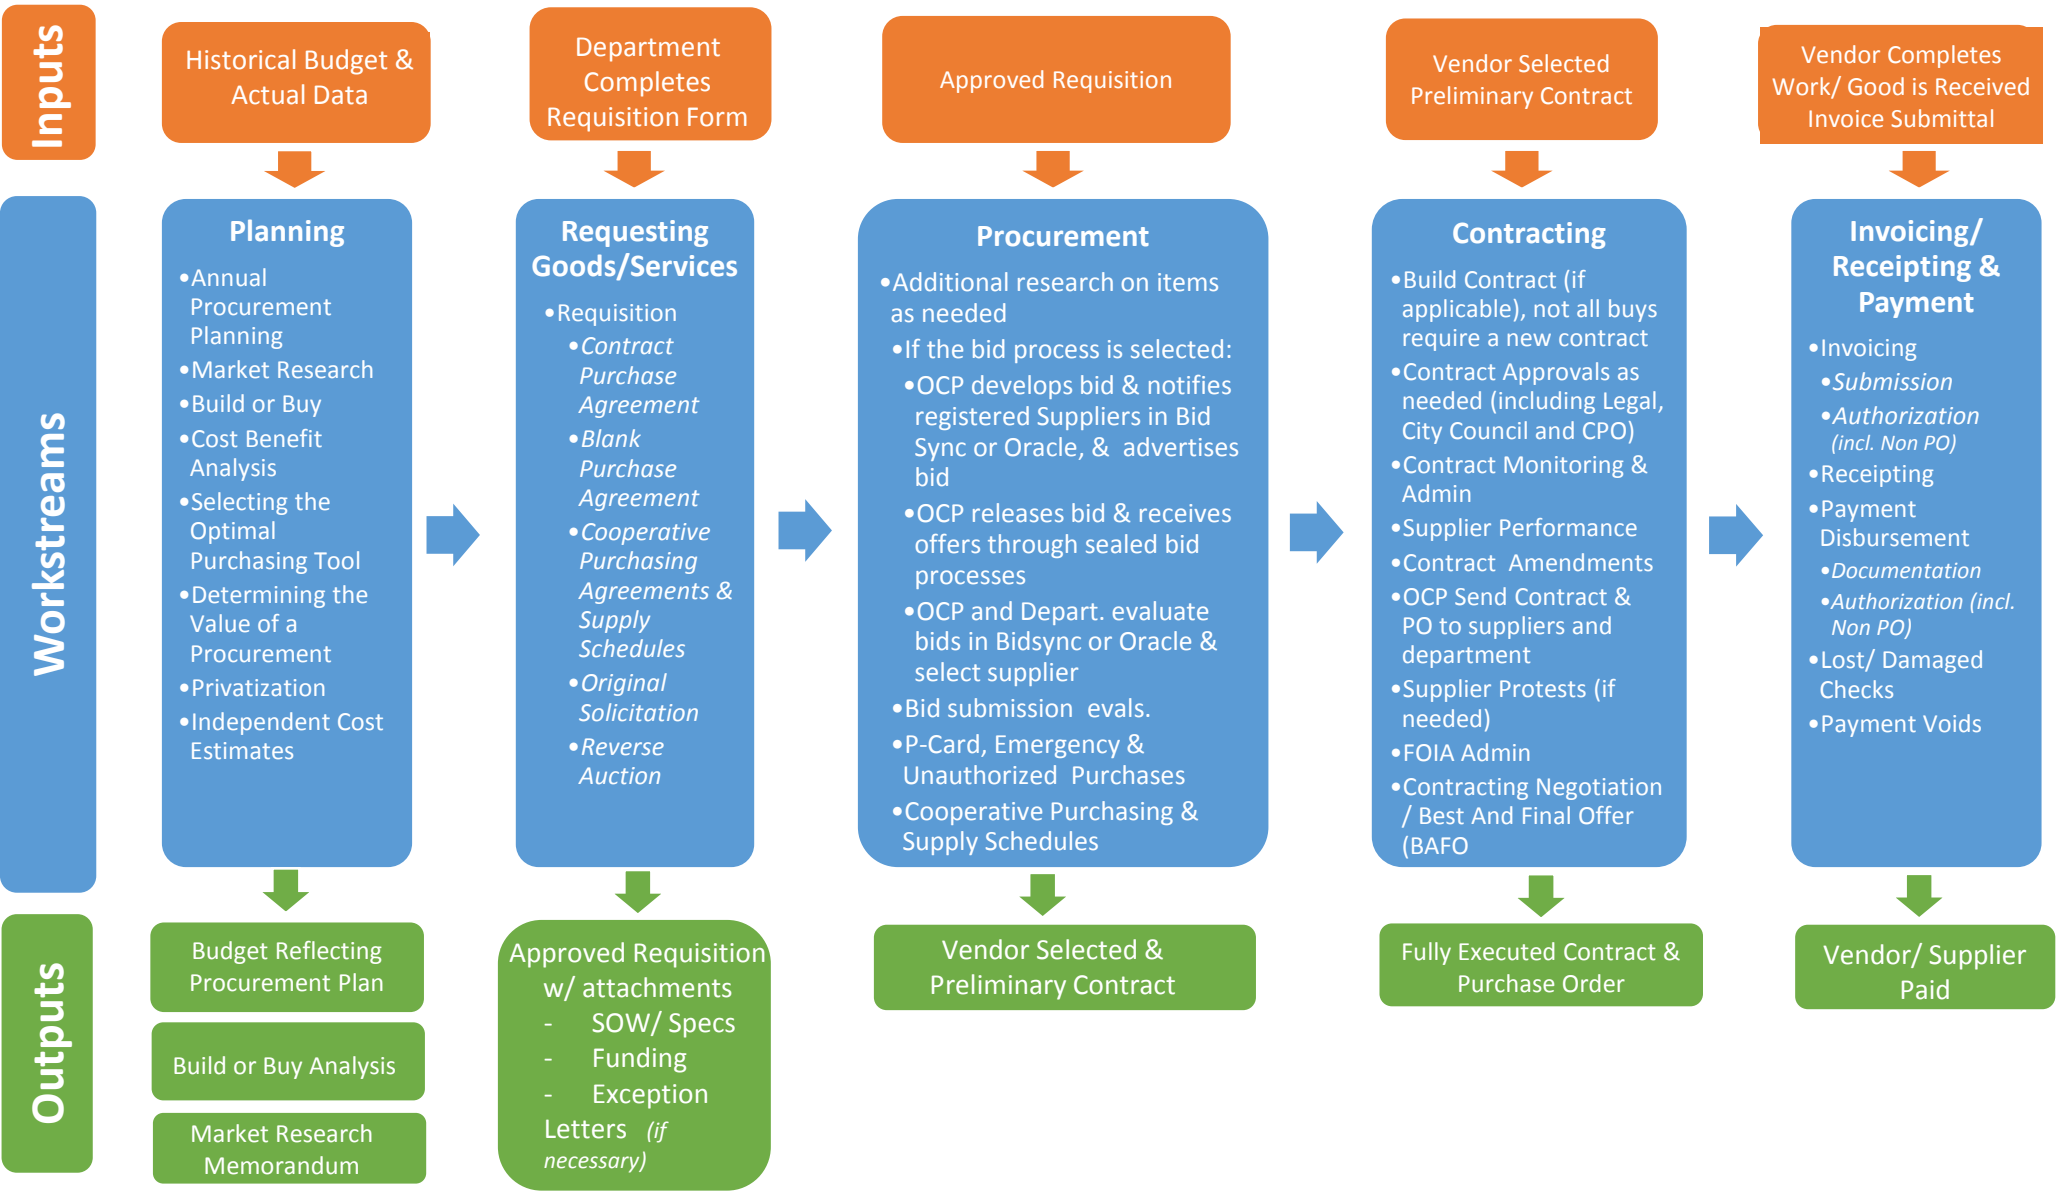 Inputs
Historical Budget &
Actual Data
Department
Completes
Requisition Form
Approved Requisition
Vendor Selected
Preliminary Contract
Vendor Completes
Work/ Good is Received
Invoice Submittal
Workstreams
Planning
•Annual
Procurement
Planning
•Market Research
•Build or Buy
•Cost Benefit
Analysis
•Selecting the
Optimal
Purchasing Tool
•Determining the
Value of a
Procurement
•Privatization
•Independent Cost
Estimates
Requesting
Goods/Services
•Requisition
•Contract
Purchase
Agreement
•Blank
Purchase
Agreement
•Cooperative
Purchasing
Agreements &
Supply
Schedules
•Original
Solicitation
•Reverse
Auction
Procurement
•Additional research on items
as needed
•If the bid process is selected:
•OCP develops bid & notifies
registered Suppliers in Bid
Sync or Oracle, & advertises
bid
•OCP releases bid & receives
offers through sealed bid
processes
•OCP and Depart. evaluate
bids in Bidsync or Oracle &
select supplier
•Bid submission evals.
•P-Card, Emergency &
Unauthorized Purchases
•Cooperative Purchasing &
Supply Schedules
Contracting
•Build Contract (if
applicable), not all buys
require a new contract
•Contract Approvals as
needed (including Legal,
City Council and CPO)
•Contract Monitoring &
Admin
•Supplier Performance
•Contract Amendments
•OCP Send Contract &
PO to suppliers and
department
•Supplier Protests (if
needed)
•FOIA Admin
•Contracting Negotiation
/ Best And Final Offer
(BAFO
Invoicing/
Receipting &
Payment
•Invoicing
•Submission
•Authorization
(incl. Non PO)
•Receipting
•Payment
Disbursement
•Documentation
•Authorization (incl.
Non PO)
•Lost/ Damaged
Checks
•Payment Voids
Outputs
Budget Reflecting
Procurement Plan
Build or Buy Analysis
Market Research
Memorandum
Approved Requisition
w/ attachments
- SOW/ Specs
- Funding
- Exception
Letters (if
necessary)
Vendor Selected &
Preliminary Contract
Fully Executed Contract &
Purchase Order
Vendor/ Supplier
Paid